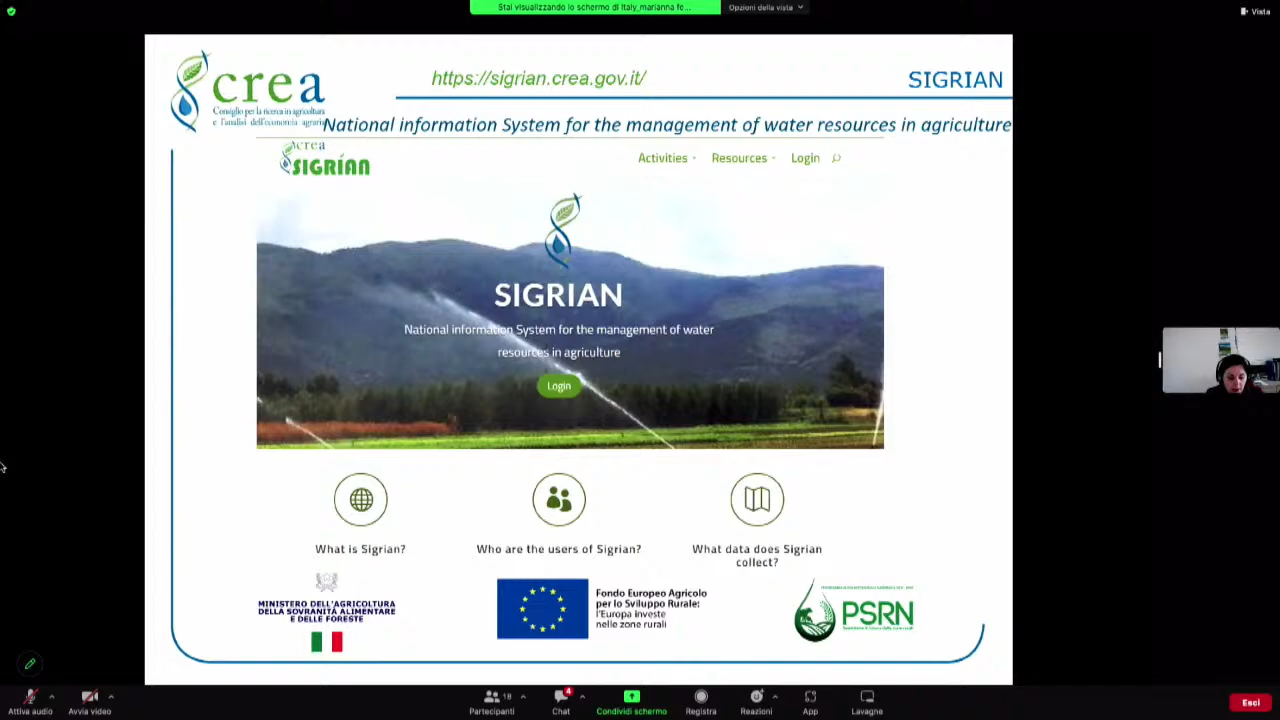 Stai visualizzando lo schermo di Italy_marianna fe...
Opzioni della vista
Vista
crea
Consiglio per la ricerca in agricoltura
e l'analisi dell'economia agraria
https://sigrian.crea.gov.it/
SIGRIAN
National information System for the management of water resources in agriculture
crea
SIGRIAN
Activities
Resources
Login
SIGRIAN
National information System for the management of water
resources in agriculture
Login
What is Sigrian?
Who are the users of Sigrian?
What data does Sigrian
collect?
MINISTERO DELL'AGRICOLTURA
DELLA SOVRANITÀ ALIMENTARE
E DELLE FORESTE
Fondo Europeo Agricolo
per lo Sviluppo Rurale:
l'Europa investe
nelle zone rurali
PSRN
Attiva audio
Avvia video
Partecipanti
18
Chat
4
Condividi schermo
Registra
Reazioni
App
Lavagne
Esci